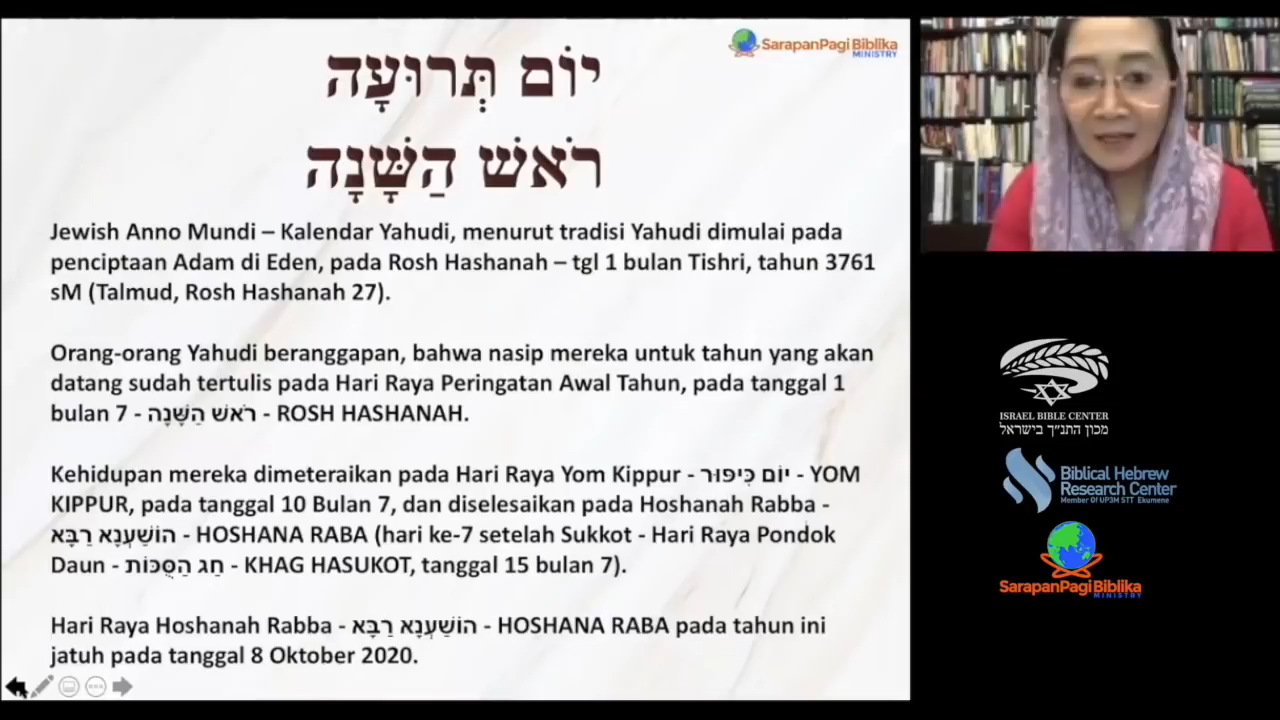 SarapanPagi Biblika
MINISTRY
יוֹם תְּרוּעָה
רֹאשׁ הַשָּׁנָה
Jewish Anno Mundi – Kalendar Yahudi, menurut tradisi Yahudi dimulai pada
penciptaan Adam di Eden, pada Rosh Hashanah – tgl 1 bulan Tishri, tahun 3761
sM (Talmud, Rosh Hashanah 27).
Orang-orang Yahudi beranggapan, bahwa nasip mereka untuk tahun yang akan
datang sudah tertulis pada Hari Raya Peringatan Awal Tahun, pada tanggal 1
bulan 7 - רֹאשׁ הַשָּׁנָה - ROSH HASHANAH.
Kehidupan mereka dimeteraikan pada Hari Raya Yom Kippur - יוֹם כִּיפּוּר - YOM
KIPPUR, pada tanggal 10 Bulan 7, dan diselesaikan pada Hoshanah Rabba -
הוֹשַׁעְנָא רַבָּא - HOSHANA RABA (hari ke-7 setelah Sukkot - Hari Raya Pondok
Daun - חַג הַסֻּכּוֹת - KHAG HASUKOT, tanggal 15 bulan 7).
Hari Raya Hoshanah Rabba - הוֹשַׁעְנָא רַבָּא - HOSHANA RABA pada tahun ini
jatuh pada tanggal 8 Oktober 2020.
ISRAEL BIBLE CENTER
מכון התנ״ך בישראל
Biblical Hebrew
Research Center
Member Of UP3M STT Ekumene
SarapanPagi Biblika
MINISTRY